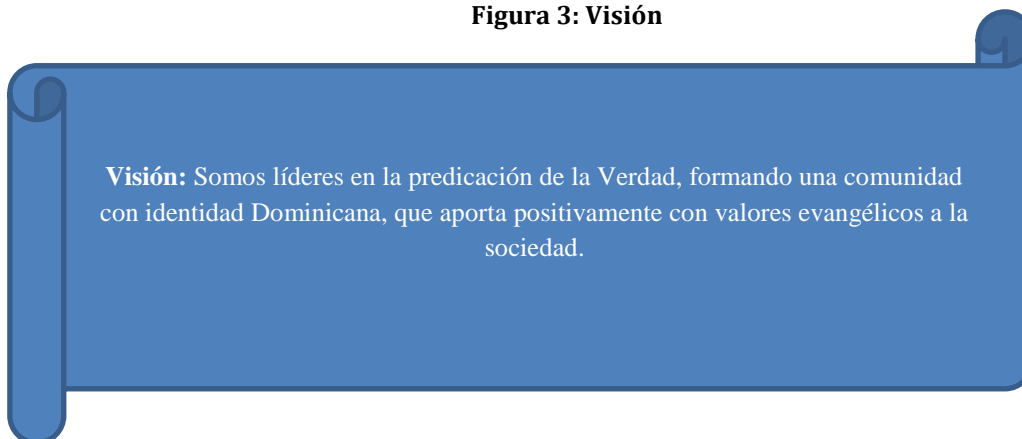 Figura 3: Visión
Visión: Somos líderes en la predicación de la Verdad, formando una comunidad
con identidad Dominicana, que aporta positivamente con valores evangélicos a la
sociedad.